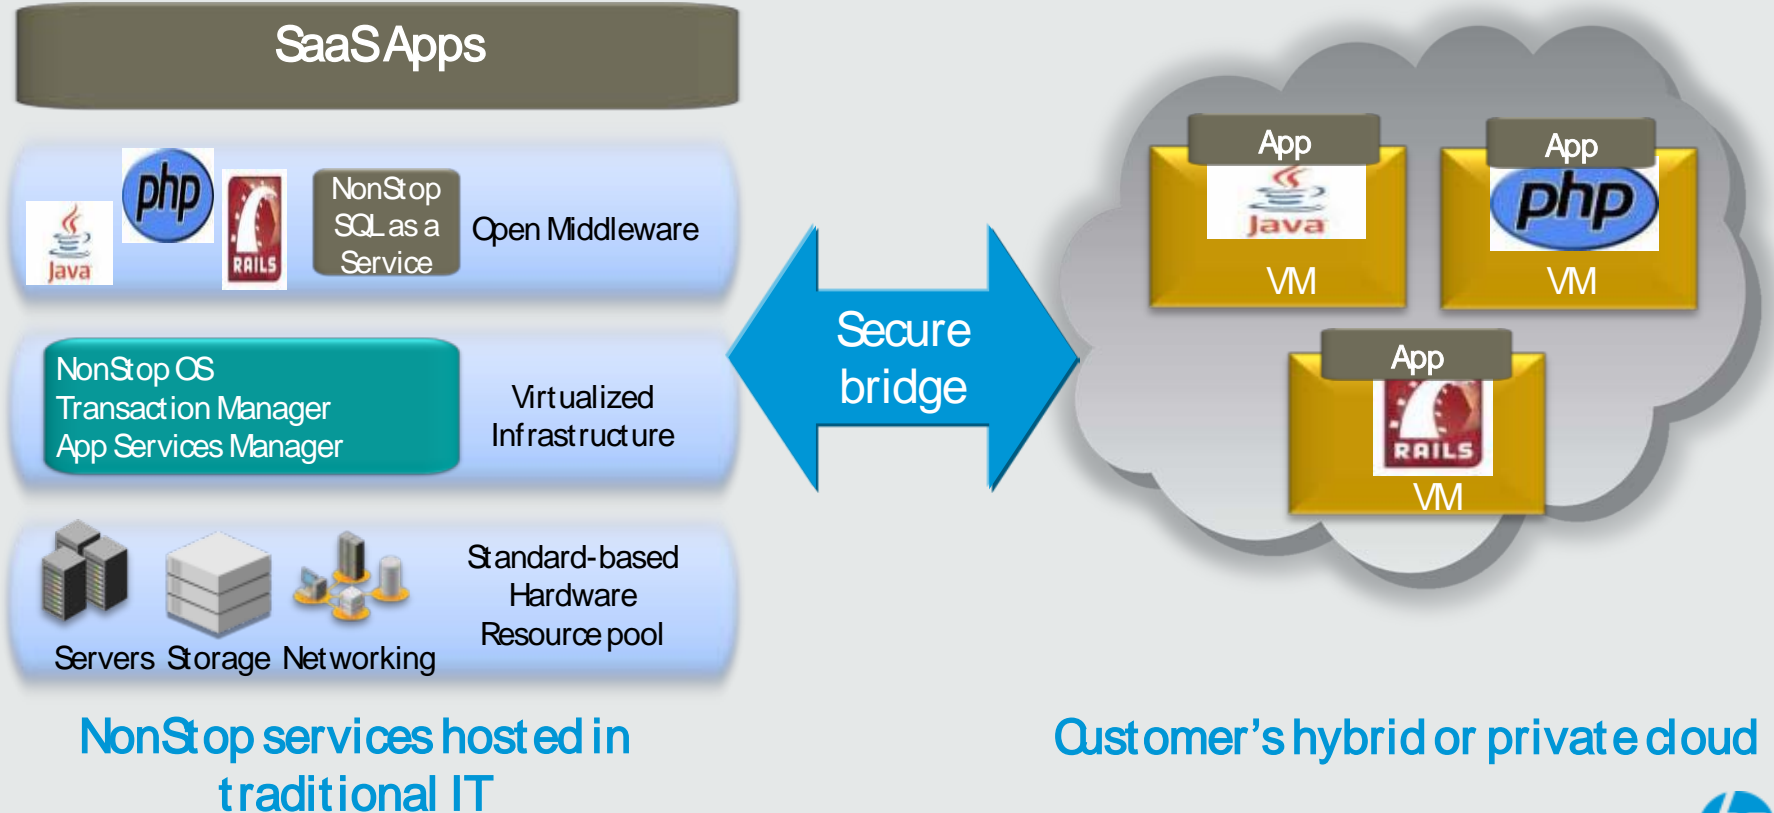 SaaS Apps
php
Java
RAILS
NonStop
SQL as a
Service
Open Middleware
NonStop OS
Transaction Manager
App Services Manager
Virtualized
Infrastructure
Servers Storage Networking
Standard-based
Hardware
Resource pool
NonStop services hosted in
traditional IT
Secure
bridge
App
Java
VM
App
php
VM
App
RAILS
VM
Customer's hybrid or private cloud